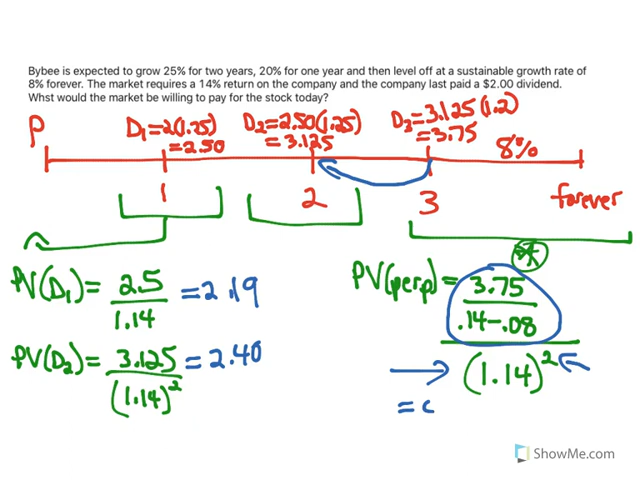 Bybee is expected to grow 25% for two years, 20% for one year and then level off at a sustainable growth rate of
8% forever. The market requires a 14% return on the company and the company last paid a $2.00 dividend.
Whst would the market be willing to pay for the stock today?
P
D₁=2(1.25)
=2.50
D₂=2.50(1.25)
=3.125
D₃=3.125(1.2)
=3.75
8%
1
2
3
forever
*
PV(D₁)= 2.5
1.14
=2.19
PV(D₂)= 3.125
(1.14)²
=2.40
PV(perp)= 3.75
.14-.08
(1.14)²
=
ShowMe.com